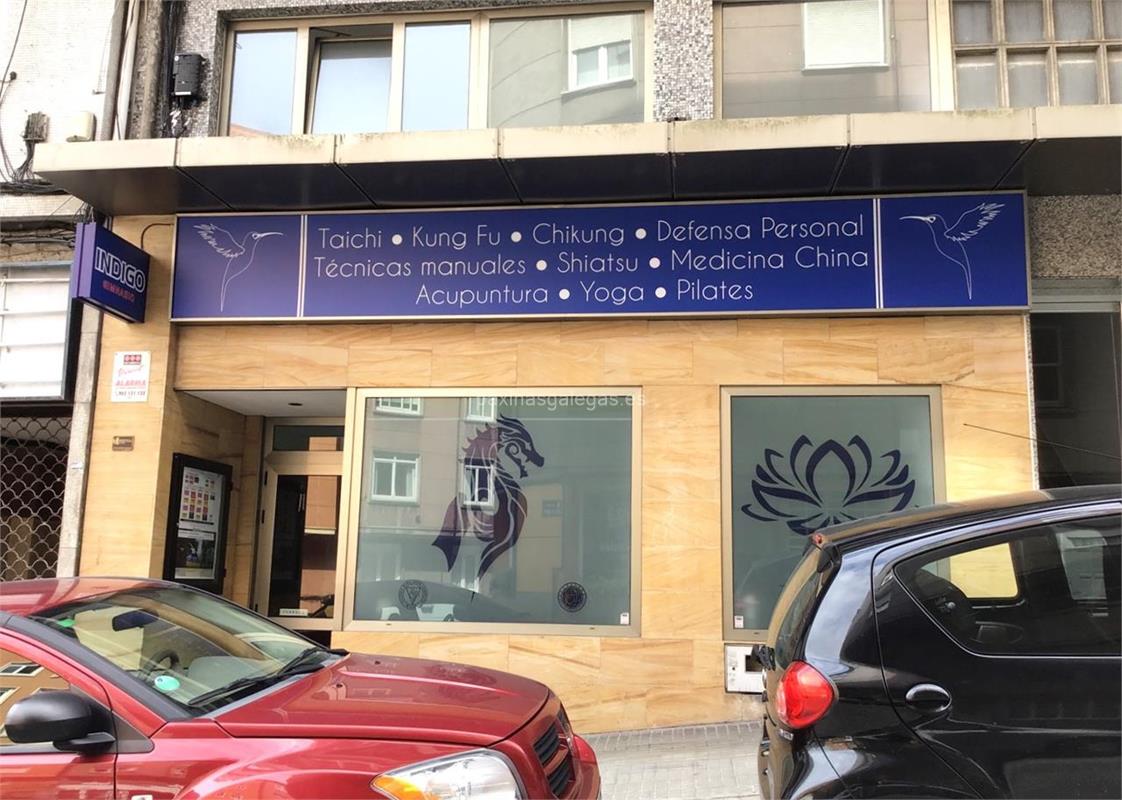 Taichi • Kung Fu • Chikung • Defensa Personal
Técnicas manuales • Shiatsu • Medicina China
Acupuntura • Yoga • Pilates
INDIGO
GIMNASIO
ALARMA
paxinasgalegas.es